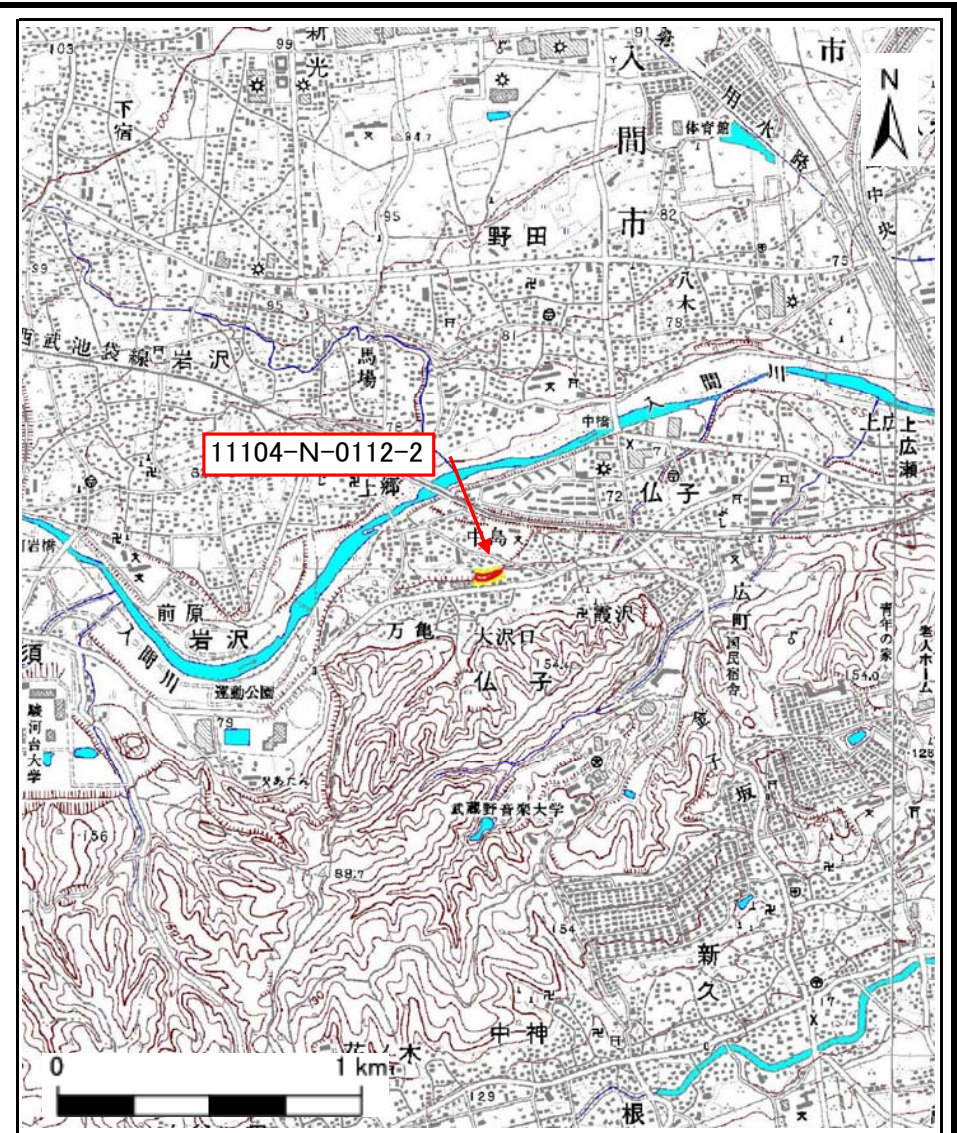 103
99
新
光
91
入
間
市
市
N
用水路
体育館
下宿
94.7
95
82
野田
75
中央
99
八木
95
81
78
西武池袋線
岩沢
馬場
入間川
中橋
上広瀬
78
11104-N-0112-2
上郷
71
72
仏子
中島
前原
岩沢
入間川
万亀
大沢口
霞沢
広町
国民宿舎
青年の家
老人ホーム
154.4
154.0
仏子
運動公園
79
駿河台大学
128
坂
武蔵野音楽大学
156
88.7
154
新久
117
中神
0
1 km
木
129
根